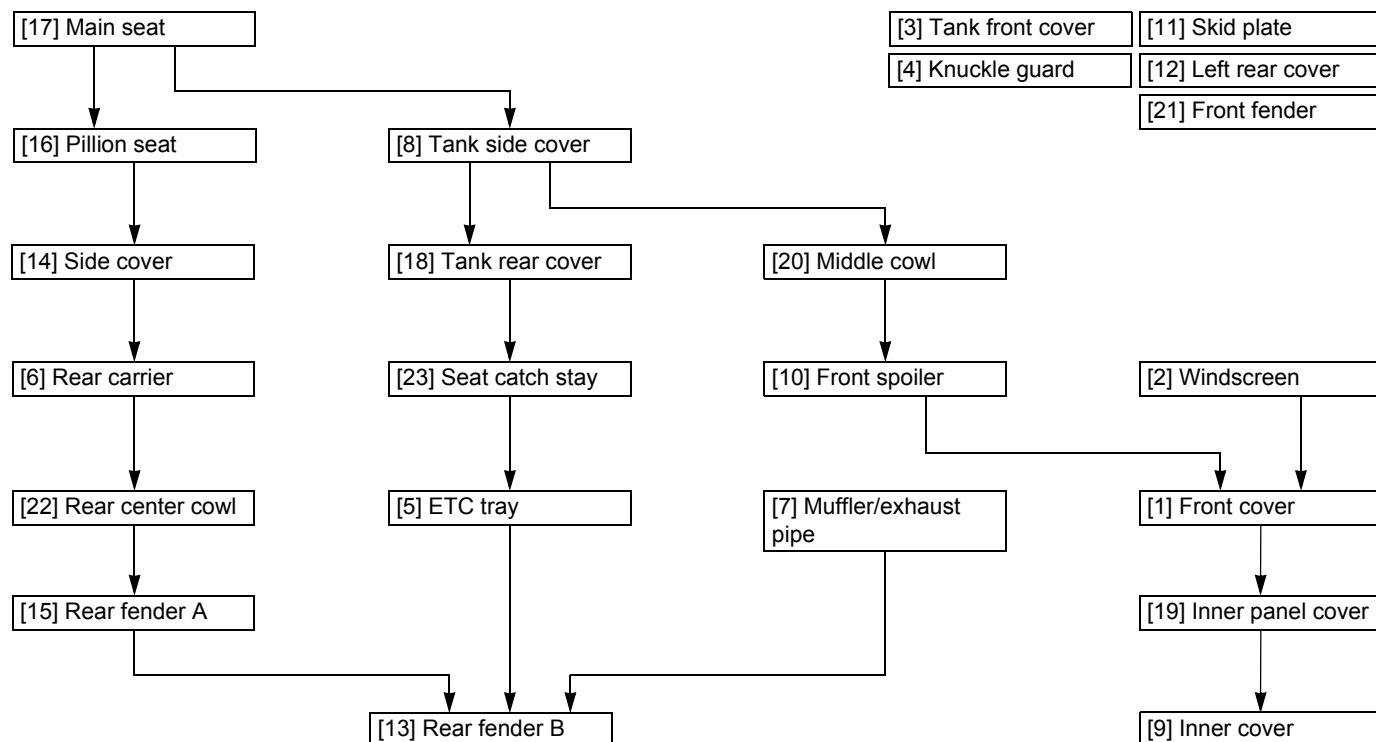 [17] Main seat
[3] Tank front cover
[11] Skid plate
[4] Knuckle guard
[12] Left rear cover
[21] Front fender
[16] Pillion seat
[8] Tank side cover
[14] Side cover
[18] Tank rear cover
[20] Middle cowl
[6] Rear carrier
[23] Seat catch stay
[10] Front spoiler
[2] Windscreen
[22] Rear center cowl
[5] ETC tray
[7] Muffler/exhaust
pipe
[1] Front cover
[15] Rear fender A
[19] Inner panel cover
[13] Rear fender B
[9] Inner cover